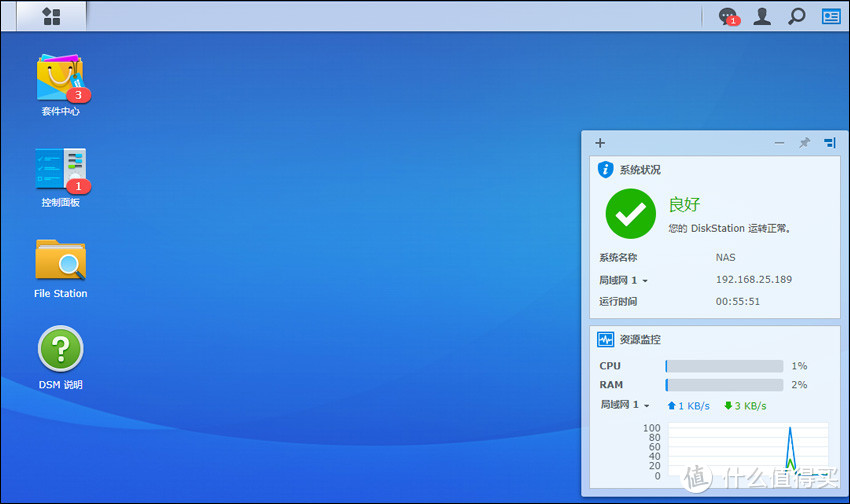 1
3
套件中心
1
控制面板
File Station
?
DSM 说明
系统状况
良好
您的 DiskStation 运转正常。
系统名称 NAS
局域网 1 192.168.25.189
运行时间 00:55:51
资源监控
CPU 1%
RAM 2%
局域网 1 1 KB/s 3 KB/s
100
80
60
40
20
0
值 什么值得买